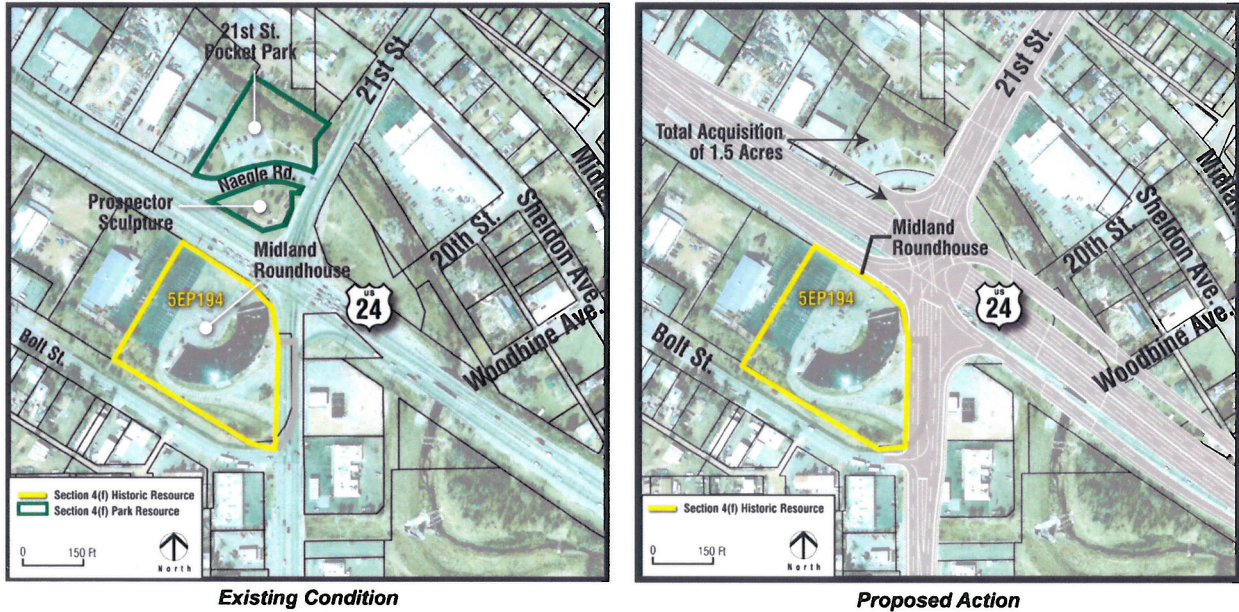 21st St.
Pocket Park
21st St.
Naegle Rd.
Prospector
Sculpture
Midland
Roundhouse
5EP194
US
24
20th St.
Sheldon Ave.
Woodbine Ave.
Bolt St.
Section 4(f) Historic Resource
Section 4(f) Park Resource
0 150 Ft
North
Existing Condition
21st St.
Total Acquisition
of 1.5 Acres
Midland
Roundhouse
5EP194
US
24
20th St.
Sheldon Ave.
Woodbine Ave.
Bolt St.
Section 4(f) Historic Resource
0 150 Ft
North
Proposed Action